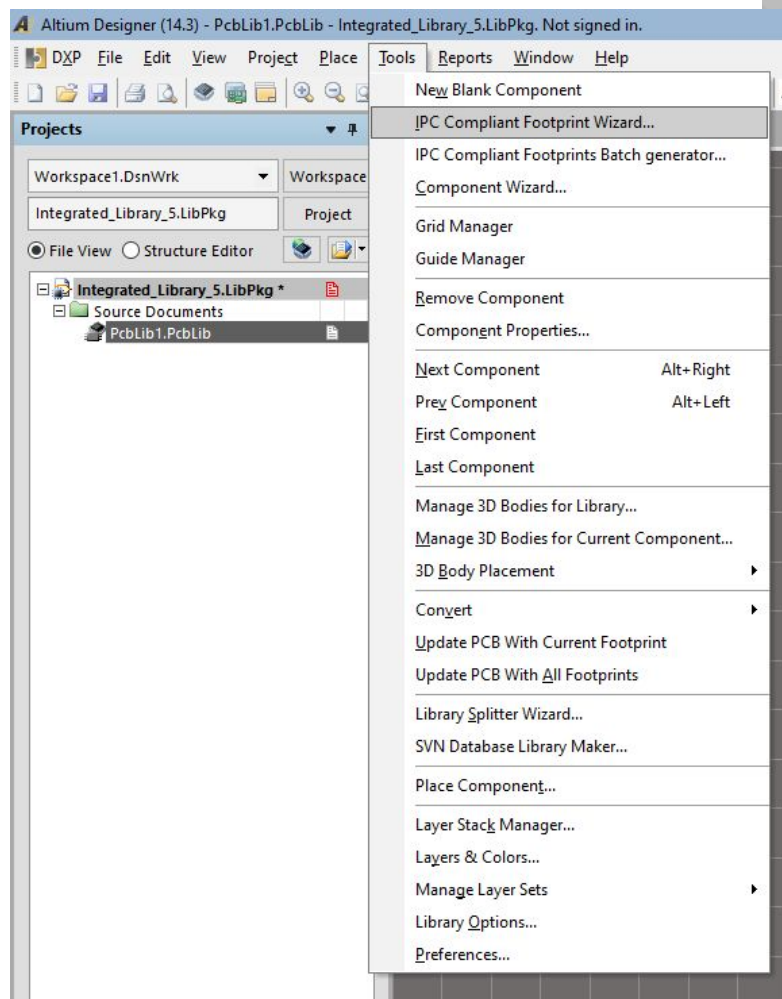 Altium Designer (14.3) - PcbLib1.PcbLib - Integrated_Library_5.LibPkg. Not signed in.
DXP File Edit View Project Place Tools Reports Window Help
Projects
Workspace1.DsnWrk Workspace
Integrated_Library_5.LibPkg Project
File View Structure Editor
Integrated_Library_5.LibPkg *
Source Documents
PcbLib1.PcbLib
New Blank Component
IPC Compliant Footprint Wizard...
IPC Compliant Footprints Batch generator...
Component Wizard...
Grid Manager
Guide Manager
Remove Component
Component Properties...
Next Component Alt+Right
Prev Component Alt+Left
First Component
Last Component
Manage 3D Bodies for Library...
Manage 3D Bodies for Current Component...
3D Body Placement
Convert
Update PCB With Current Footprint
Update PCB With All Footprints
Library Splitter Wizard...
SVN Database Library Maker...
Place Component...
Layer Stack Manager...
Layers & Colors...
Manage Layer Sets
Library Options...
Preferences...